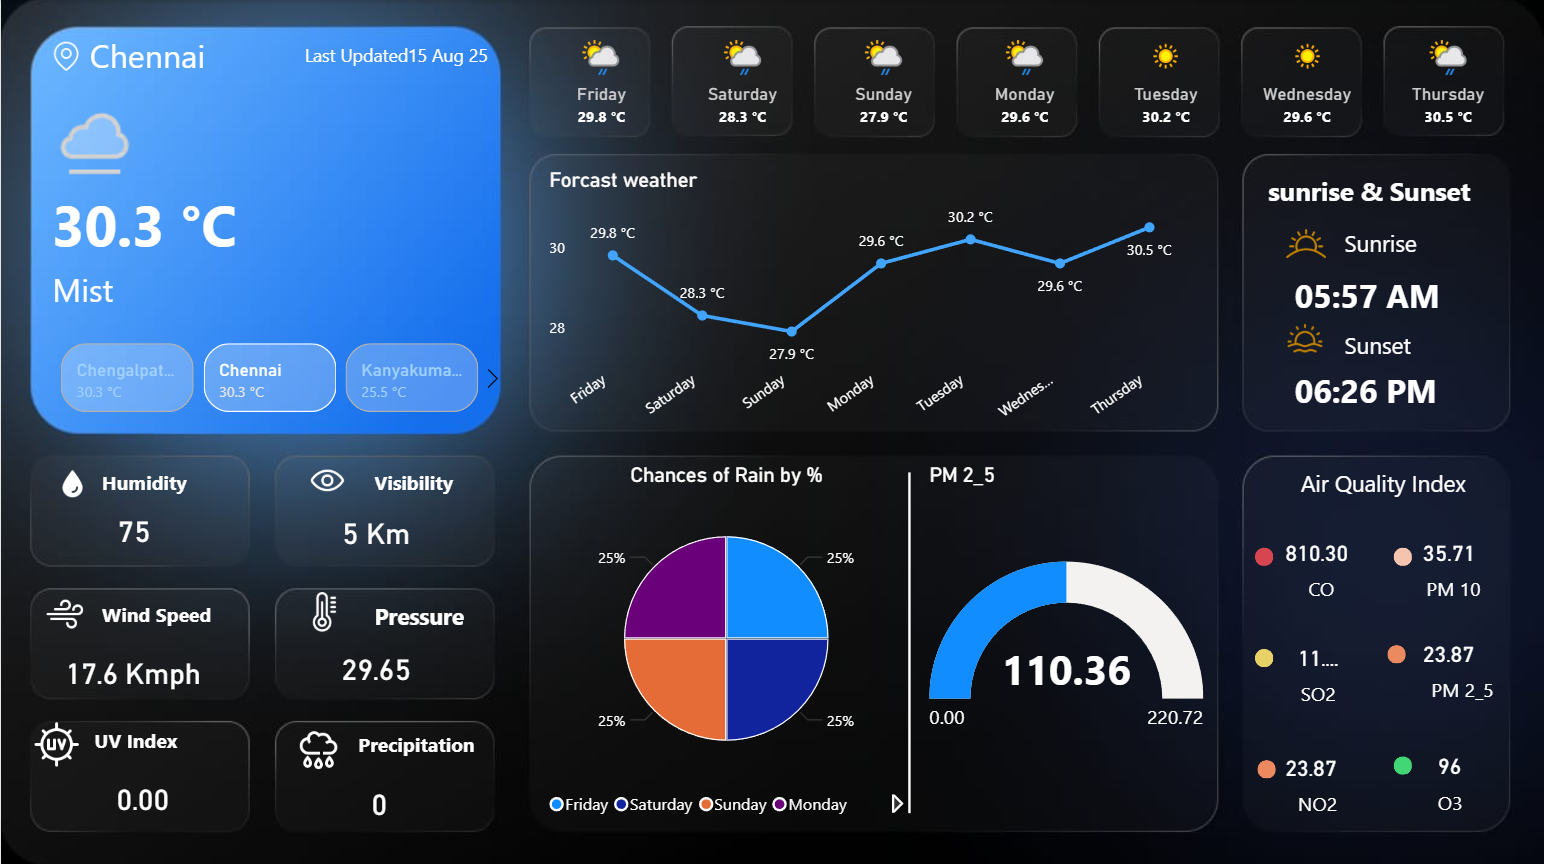 Chennai
Last Updated15 Aug 25
30.3 °C
Mist
Chengalpat...
30.3 °C
Chennai
30.3 °C
Kanyakuma...
25.5 °C
Friday
29.8 °C
Saturday
28.3 °C
Sunday
27.9 °C
Monday
29.6 °C
Tuesday
30.2 °C
Wednesday
29.6 °C
Thursday
30.5 °C
Forcast weather
30
28
29.8 °C
28.3 °C
27.9 °C
29.6 °C
30.2 °C
29.6 °C
30.5 °C
Friday
Saturday
Sunday
Monday
Tuesday
Wednes...
Thursday
sunrise & Sunset
Sunrise
05:57 AM
Sunset
06:26 PM
Humidity
75
Visibility
5 Km
Wind Speed
17.6 Kmph
Pressure
29.65
UV
UV Index
0.00
Precipitation
0
Chances of Rain by %
25%
25%
25%
25%
Friday
Saturday
Sunday
Monday
PM 2_5
110.36
0.00
220.72
Air Quality Index
810.30
CO
35.71
PM 10
11....
SO2
23.87
PM 2_5
23.87
NO2
96
O3